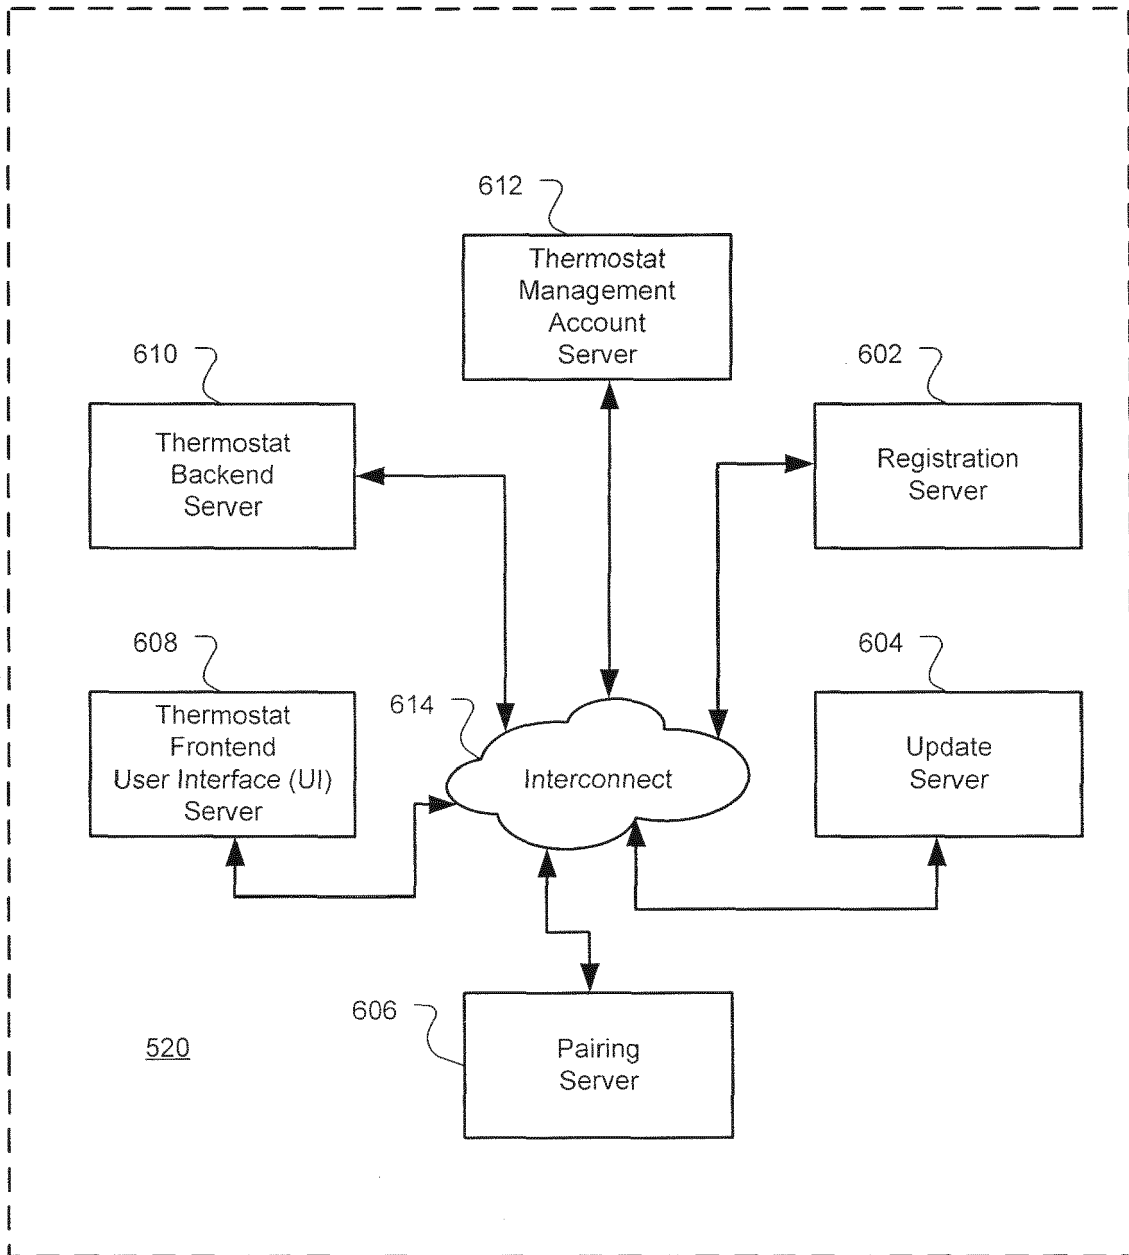 612
Thermostat
Management
Account
Server
610
Thermostat
Backend
Server
602
Registration
Server
608
Thermostat
Frontend
User Interface (UI)
Server
614
Interconnect
604
Update
Server
606
Pairing
Server
520